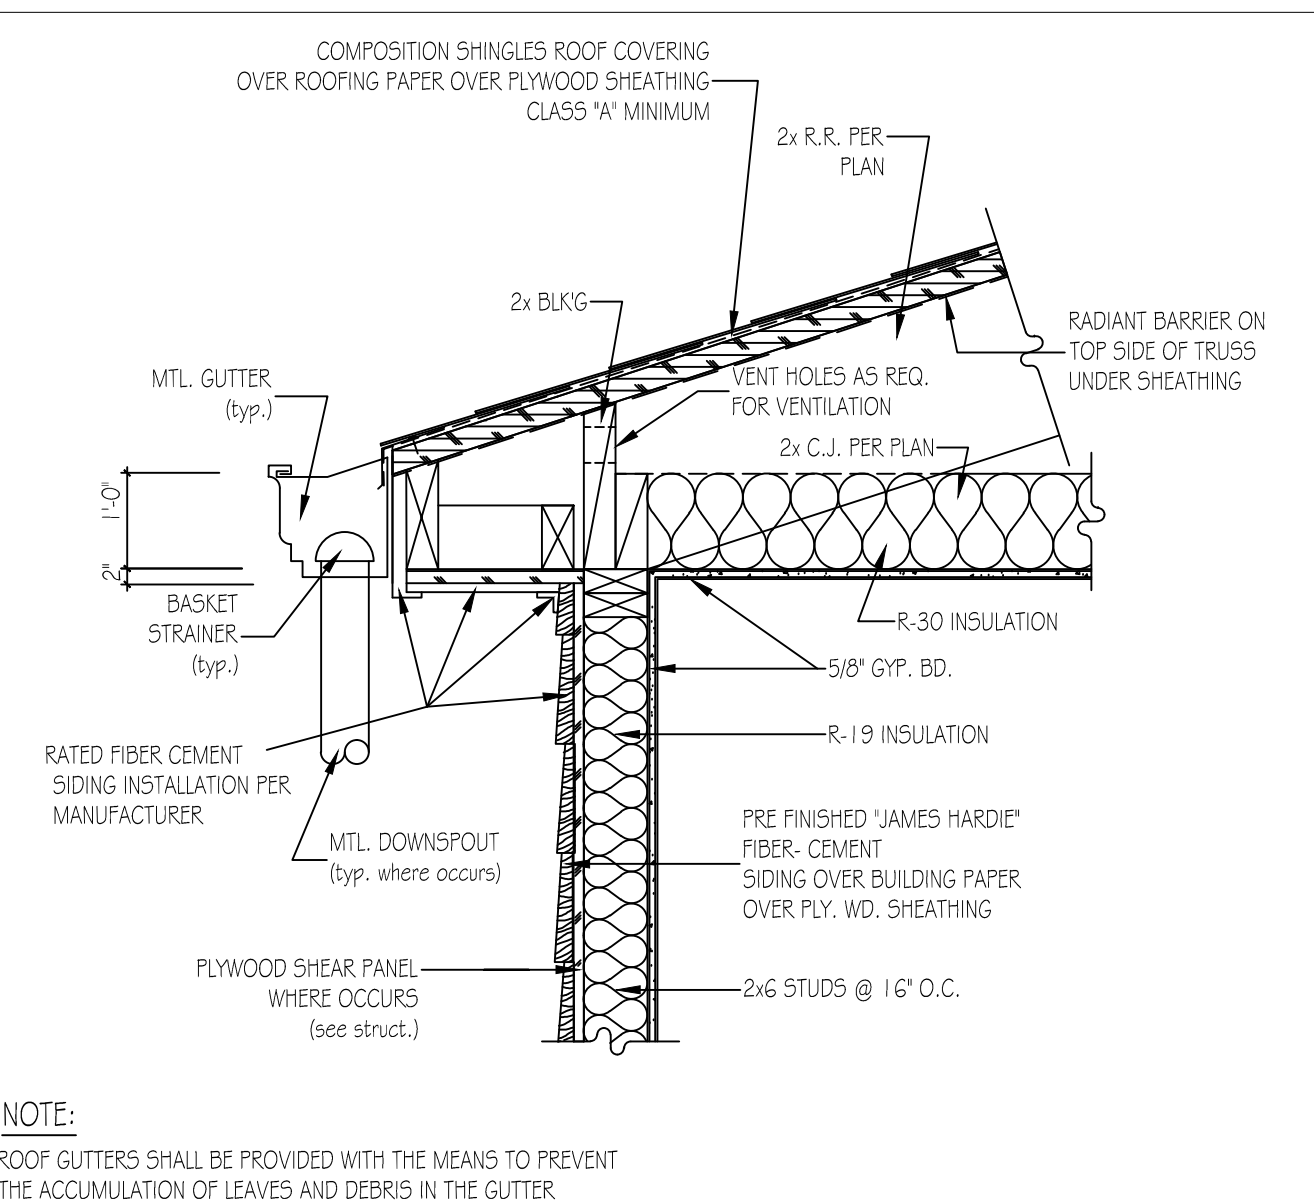 COMPOSITION SHINGLES ROOF COVERING
OVER ROOFING PAPER OVER PLYWOOD SHEATHING
CLASS "A" MINIMUM
2x R.R. PER
PLAN
2x BLK'G
RADIANT BARRIER ON
TOP SIDE OF TRUSS
UNDER SHEATHING
MTL. GUTTER
(typ.)
VENT HOLES AS REQ.
FOR VENTILATION
2x C.J. PER PLAN
1'-0"
2"
BASKET
STRAINER
(typ.)
R-30 INSULATION
5/8" GYP. BD.
R-19 INSULATION
RATED FIBER CEMENT
SIDING INSTALLATION PER
MANUFACTURER
MTL. DOWNSPOUT
(typ. where occurs)
PRE FINISHED "JAMES HARDIE"
FIBER- CEMENT
SIDING OVER BUILDING PAPER
OVER PLY. WD. SHEATHING
PLYWOOD SHEAR PANEL
WHERE OCCURS
(see struct.)
2x6 STUDS @ 16" O.C.
NOTE:
ROOF GUTTERS SHALL BE PROVIDED WITH THE MEANS TO PREVENT
THE ACCUMULATION OF LEAVES AND DEBRIS IN THE GUTTER